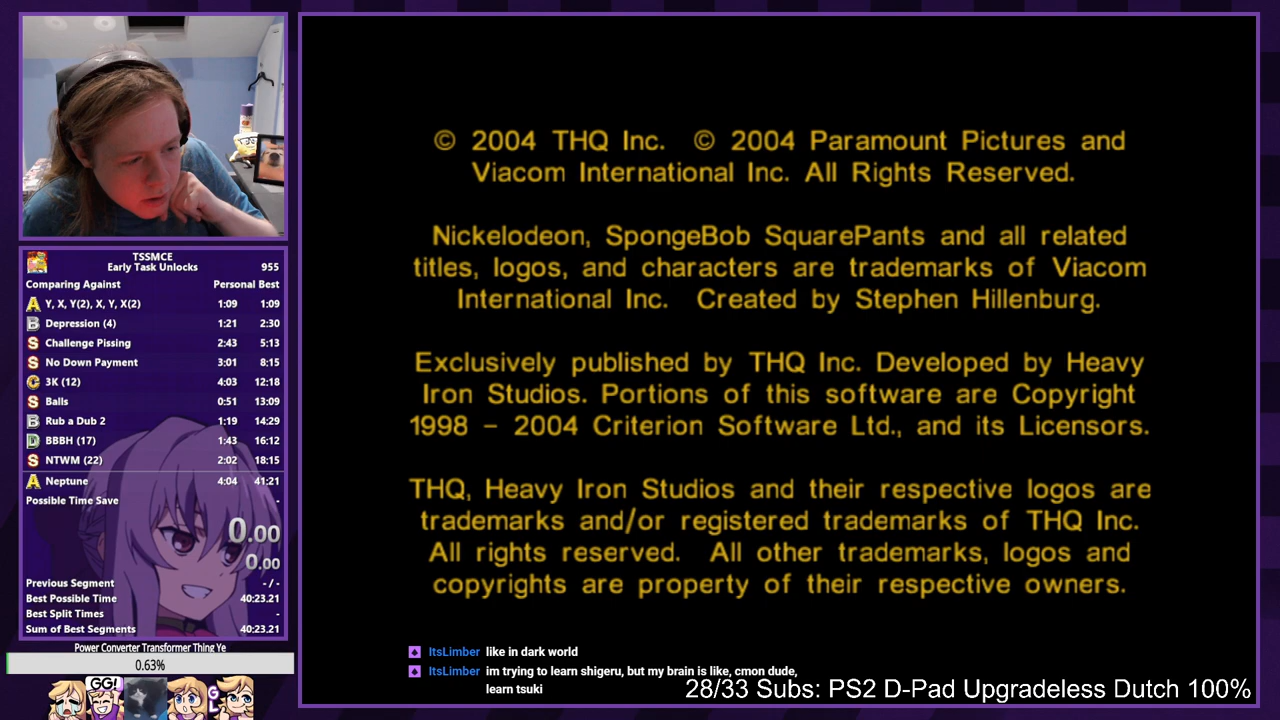 TSSMCE
Early Task Unlocks 955
Comparing Against Personal Best
A Y, X, Y(2), X, Y, X(2) 1:09 1:09
B Depression (4) 1:21 2:30
S Challenge Pissing 2:43 5:13
S No Down Payment 3:01 8:15
C 3K (12) 4:03 12:18
S Balls 0:51 13:09
B Rub a Dub 2 1:19 14:29
D BBBH (17) 1:43 16:12
S NTWM (22) 2:02 18:15
A Neptune 4:04 41:21
Possible Time Save -
0.00
0.00
Previous Segment - / -
Best Possible Time 40:23.21
Best Split Times -
Sum of Best Segments 40:23.21
Power Converter Transformer Thing Ye
0.63%
GG!
GL
© 2004 THQ Inc. © 2004 Paramount Pictures and
Viacom International Inc. All Rights Reserved.
Nickelodeon, SpongeBob SquarePants and all related
titles, logos, and characters are trademarks of Viacom
International Inc. Created by Stephen Hillenburg.
Exclusively published by THQ Inc. Developed by Heavy
Iron Studios. Portions of this software are Copyright
1998 – 2004 Criterion Software Ltd., and its Licensors.
THQ, Heavy Iron Studios and their respective logos are
trademarks and/or registered trademarks of THQ Inc.
All rights reserved. All other trademarks, logos and
copyrights are property of their respective owners.
ItsLimber like in dark world
ItsLimber im trying to learn shigeru, but my brain is like, cmon dude,
learn tsuki
28/33 Subs: PS2 D-Pad Upgradeless Dutch 100%